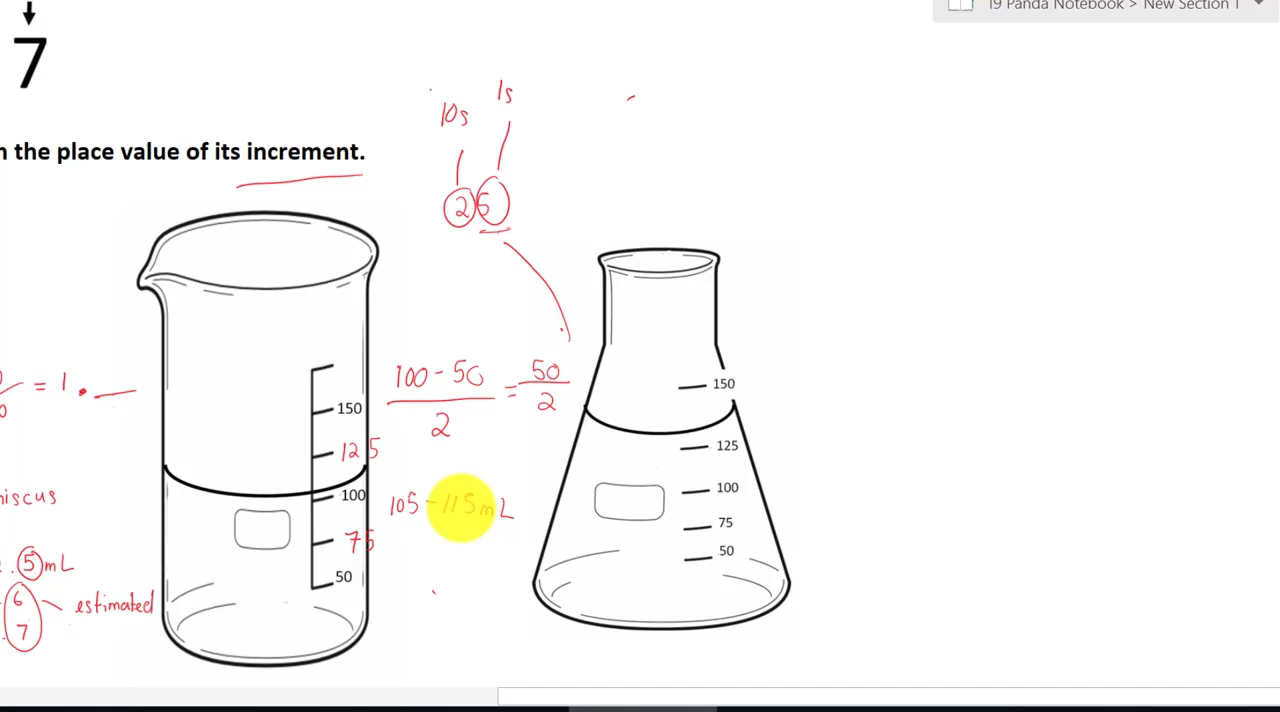 19 Panda Notebook > New Section 1
7
the place value of its increment.
10s
1s
25
= 1.
100 - 50 / 2 = 50 / 2
150
125
100
75
50
105 - 115 mL
5 mL
6
7
estimated
150
125
100
75
50